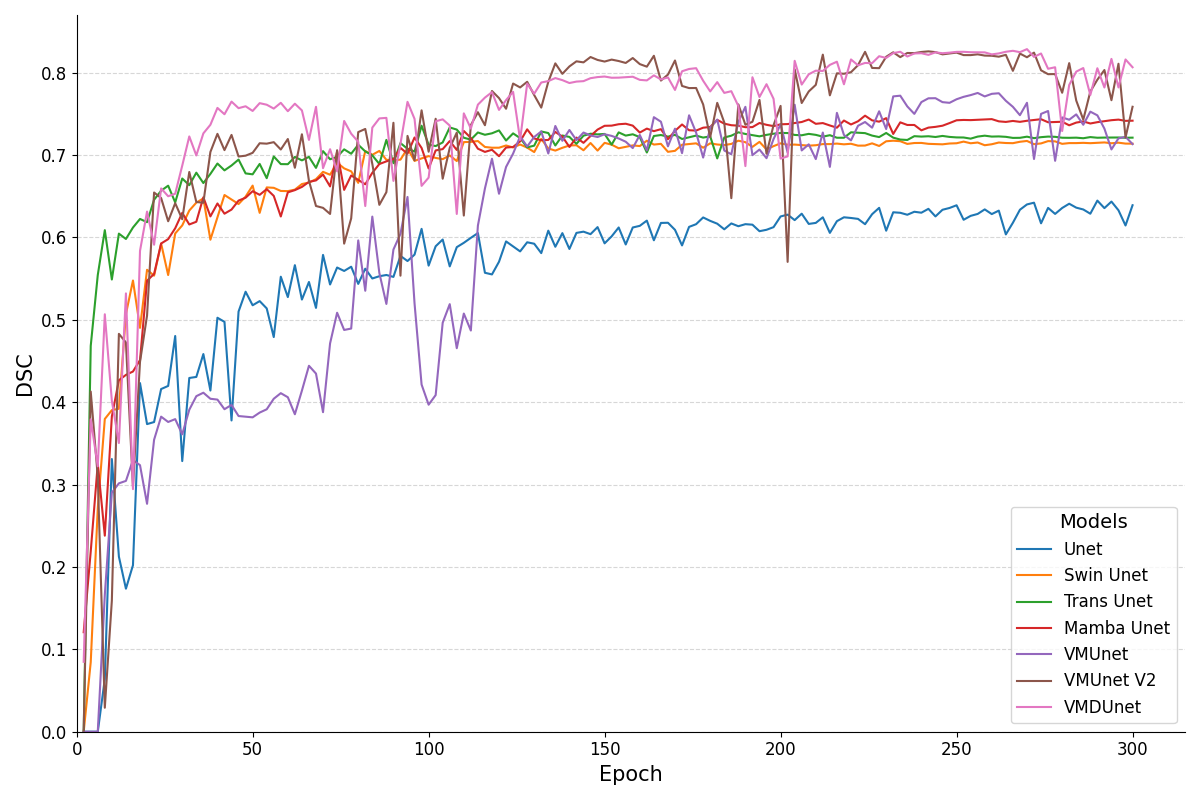 DSC
0.8
0.7
0.6
0.5
0.4
0.3
0.2
0.1
0.0
0 50 100 150 200 250 300
Epoch
Models
Unet
Swin Unet
Trans Unet
Mamba Unet
VMUnet
VMUnet V2
VMDUnet